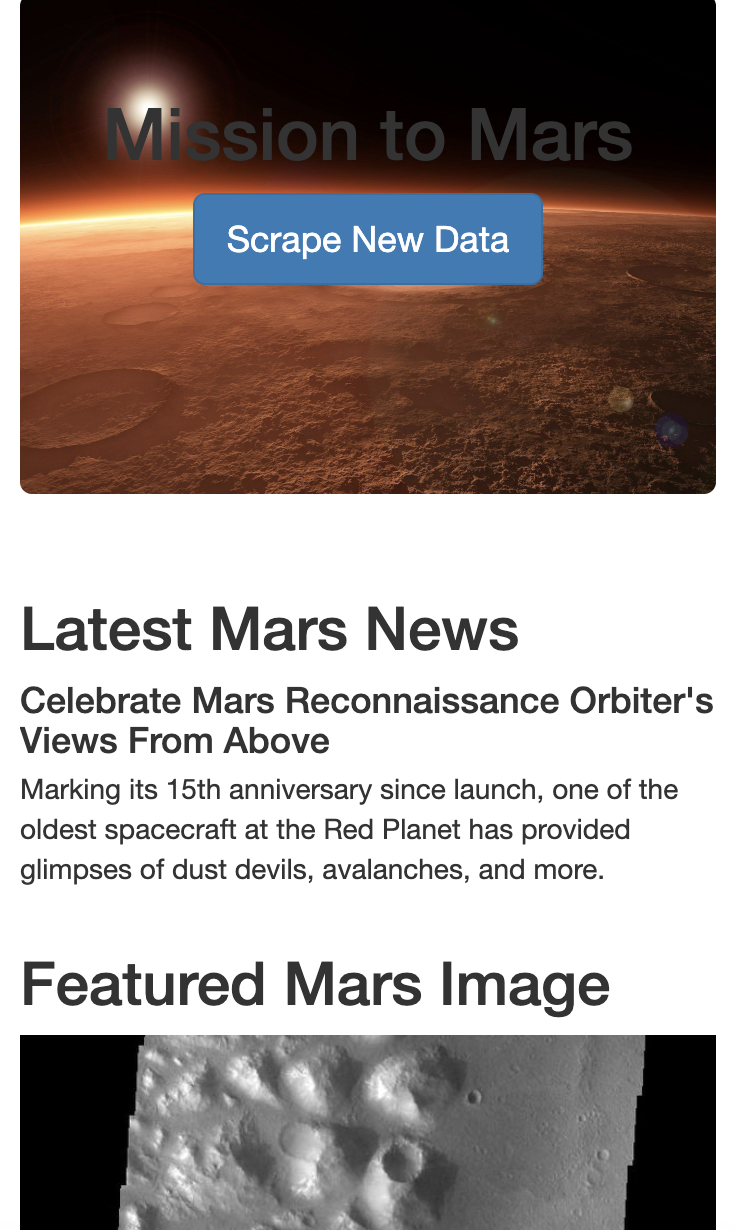 Mission to Mars
Scrape New Data
Latest Mars News
Celebrate Mars Reconnaissance Orbiter's
Views From Above
Marking its 15th anniversary since launch, one of the
oldest spacecraft at the Red Planet has provided
glimpses of dust devils, avalanches, and more.
Featured Mars Image